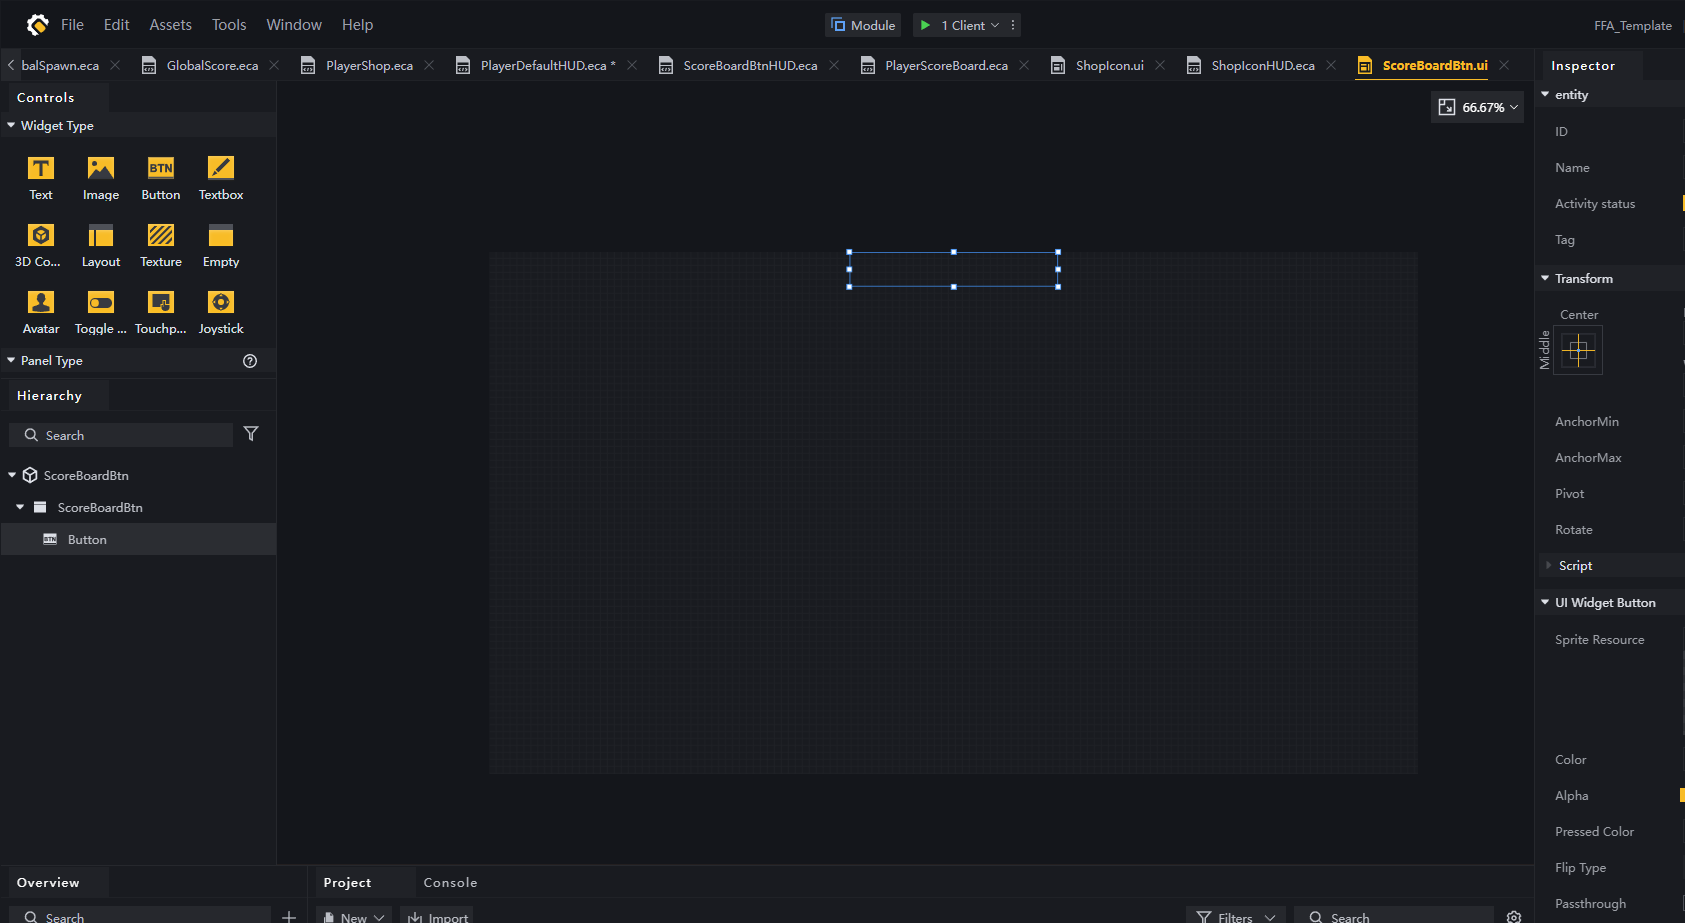 File Edit Assets Tools Window Help
Module
1 Client
FFA_Template
balSpawn.eca
GlobalScore.eca
PlayerShop.eca
PlayerDefaultHUD.eca *
ScoreBoardBtnHUD.eca
PlayerScoreBoard.eca
ShopIcon.ui
ShopIconHUD.eca
ScoreBoardBtn.ui
Controls
Widget Type
BTN
Text Image Button Textbox
3D Co... Layout Texture Empty
Avatar Toggle ... Touchp... Joystick
Panel Type
Hierarchy
Search
ScoreBoardBtn
ScoreBoardBtn
Button
66.67%
Inspector
entity
ID
Name
Activity status
Tag
Transform
Center
Middle
AnchorMin
AnchorMax
Pivot
Rotate
Script
UI Widget Button
Sprite Resource
Color
Alpha
Pressed Color
Flip Type
Passthrough
Overview
Search
Project
Console
New
Import
Filters
Search